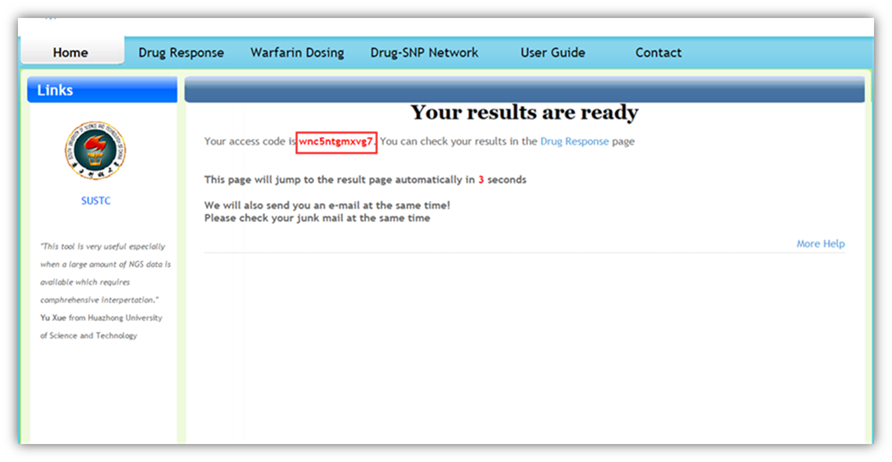 Home
Drug Response
Warfarin Dosing
Drug-SNP Network
User Guide
Contact
Links
SUSTC
"This tool is very useful especially
when a large amount of NGS data is
available which requires
comphrehensive interpertation."
Yu Xue from Huazhong University
of Science and Technology
Your results are ready
Your access code is wnc5ntgmxvg7. You can check your results in the Drug Response page
This page will jump to the result page automatically in 3 seconds
We will also send you an e-mail at the same time!
Please check your junk mail at the same time
More Help